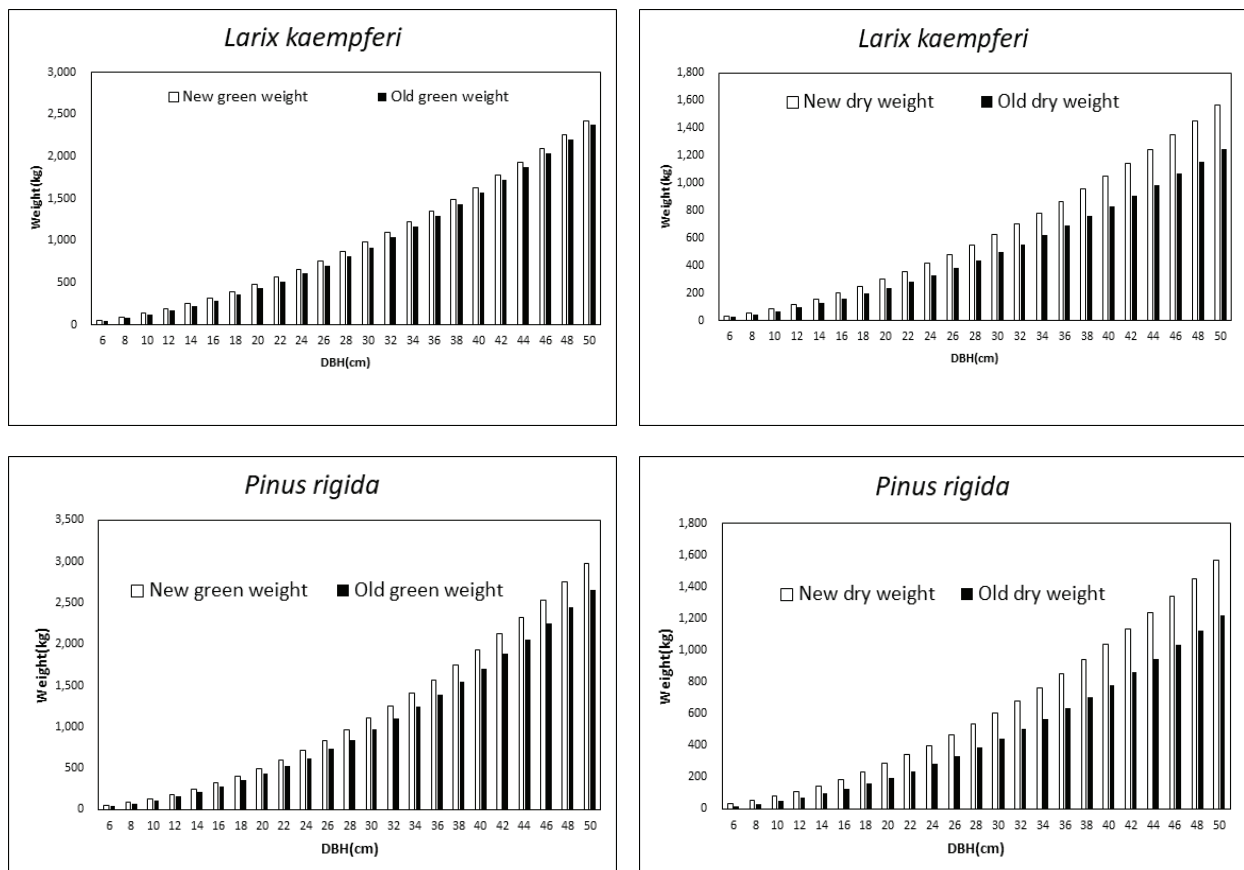 Larix kaempferi
3,000
New green weight Old green weight
2,500
2,000
Weight(kg)
1,500
1,000
500
0
6 8 10 12 14 16 18 20 22 24 26 28 30 32 34 36 38 40 42 44 46 48 50
DBH(cm)
Larix kaempferi
1,800
1,600
New dry weight Old dry weight
1,400
1,200
Weight(kg)
1,000
800
600
400
200
0
6 8 10 12 14 16 18 20 22 24 26 28 30 32 34 36 38 40 42 44 46 48 50
DBH(cm)
Pinus rigida
3,500
3,000
New green weight Old green weight
2,500
2,000
Weight(kg)
1,500
1,000
500
0
6 8 10 12 14 16 18 20 22 24 26 28 30 32 34 36 38 40 42 44 46 48 50
DBH(cm)
Pinus rigida
1,800
1,600
1,400
New dry weight Old dry weight
1,200
Weight(kg)
1,000
800
600
400
200
0
6 8 10 12 14 16 18 20 22 24 26 28 30 32 34 36 38 40 42 44 46 48 50
DBH(cm)